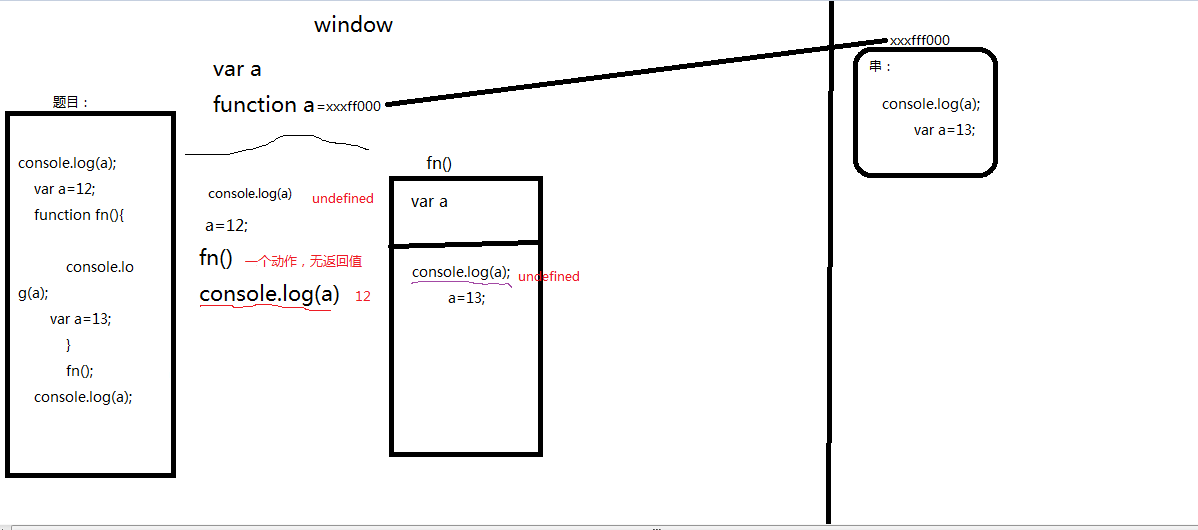 window
xxxfff000
var a
串：
function a=xxxff000
题目：
console.log(a);
var a=13;
console.log(a);
var a=12;
function fn(){
console.lo
g(a);
var a=13;
}
fn();
console.log(a);
console.log(a) undefined
a=12;
fn() 一个动作，无返回值
console.log(a) 12
fn()
var a
console.log(a); undefined
a=13;